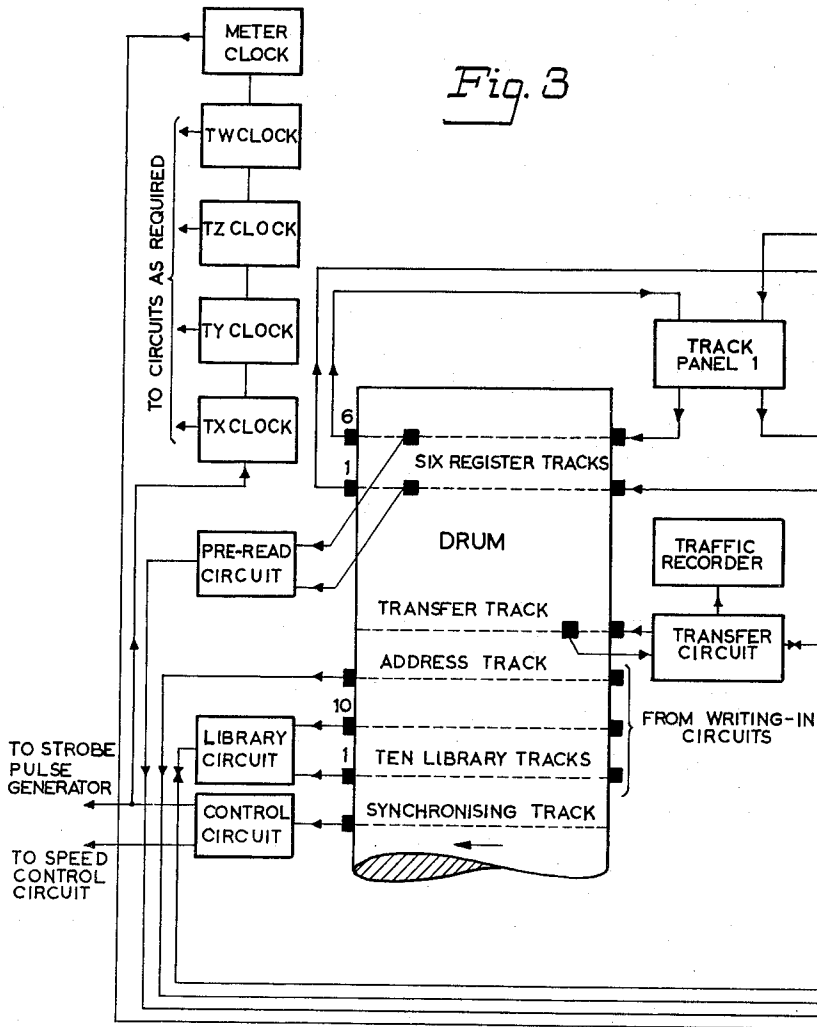 METER
CLOCK
Fig. 3
TW CLOCK
TZ CLOCK
TO CIRCUITS AS REQUIRED
TY CLOCK
TX CLOCK
TRACK
PANEL 1
6
SIX REGISTER TRACKS
1
PRE-READ
CIRCUIT
DRUM
TRAFFIC
RECORDER
TRANSFER TRACK
TRANSFER
CIRCUIT
ADDRESS TRACK
10
FROM WRITING-IN
CIRCUITS
LIBRARY
CIRCUIT
1
TEN LIBRARY TRACKS
TO STROBE
PULSE
GENERATOR
CONTROL
CIRCUIT
SYNCHRONISING TRACK
TO SPEED
CONTROL
CIRCUIT